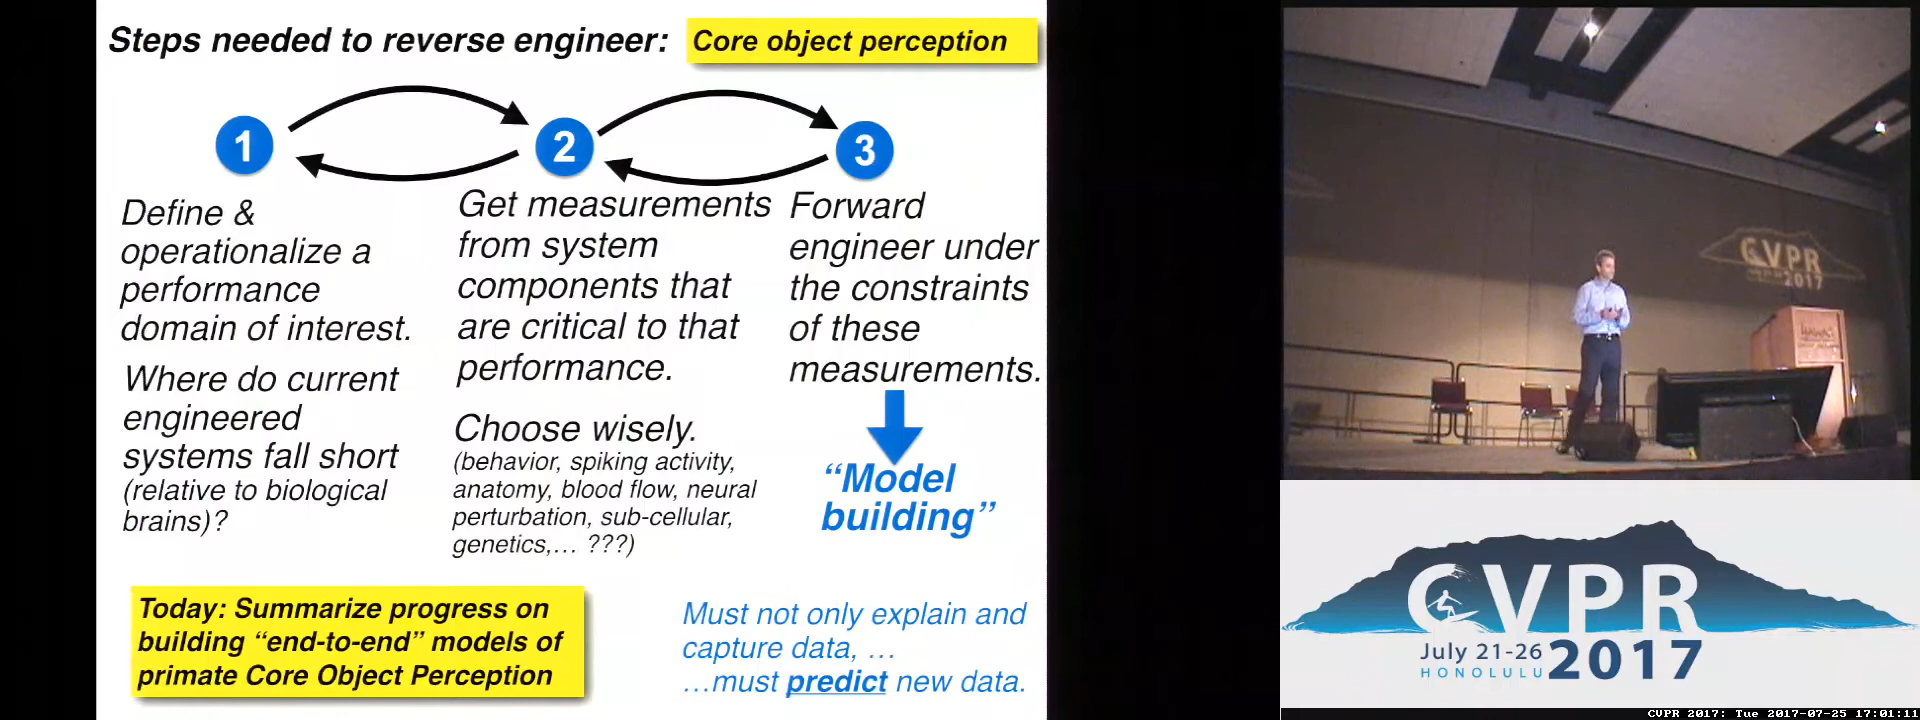 Steps needed to reverse engineer: Core object perception
1
2
3
Define &
operationalize a
performance
domain of interest.
Where do current
engineered
systems fall short
(relative to biological
brains)?
Get measurements
from system
components that
are critical to that
performance.
Choose wisely.
(behavior, spiking activity,
anatomy, blood flow, neural
perturbation, sub-cellular,
genetics,... ???)
Forward
engineer under
the constraints
of these
measurements.
“Model
building”
Today: Summarize progress on
building “end-to-end” models of
primate Core Object Perception
Must not only explain and
capture data, ...
...must predict new data.
CVPR
2017
CVPR
July 21-26 2017
HONOLULU
CVPR 2017: Tue 2017-07-25 17:01:11